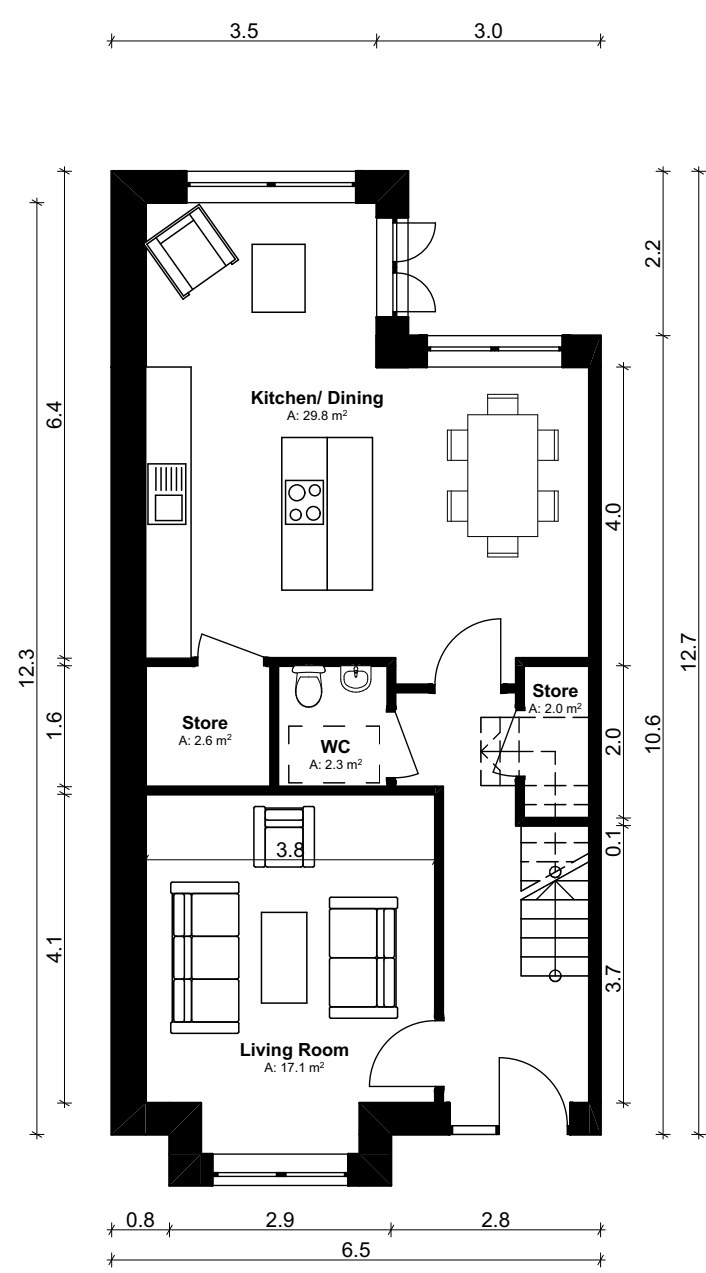 3.5
3.0
2.2
6.4
Kitchen/ Dining
A: 29.8 m²
4.0
12.3
12.7
1.6
Store
A: 2.6 m²
WC
A: 2.3 m²
Store
A: 2.0 m²
2.0
10.6
0.1
3.8
4.1
3.7
Living Room
A: 17.1 m²
0.8
2.9
2.8
6.5